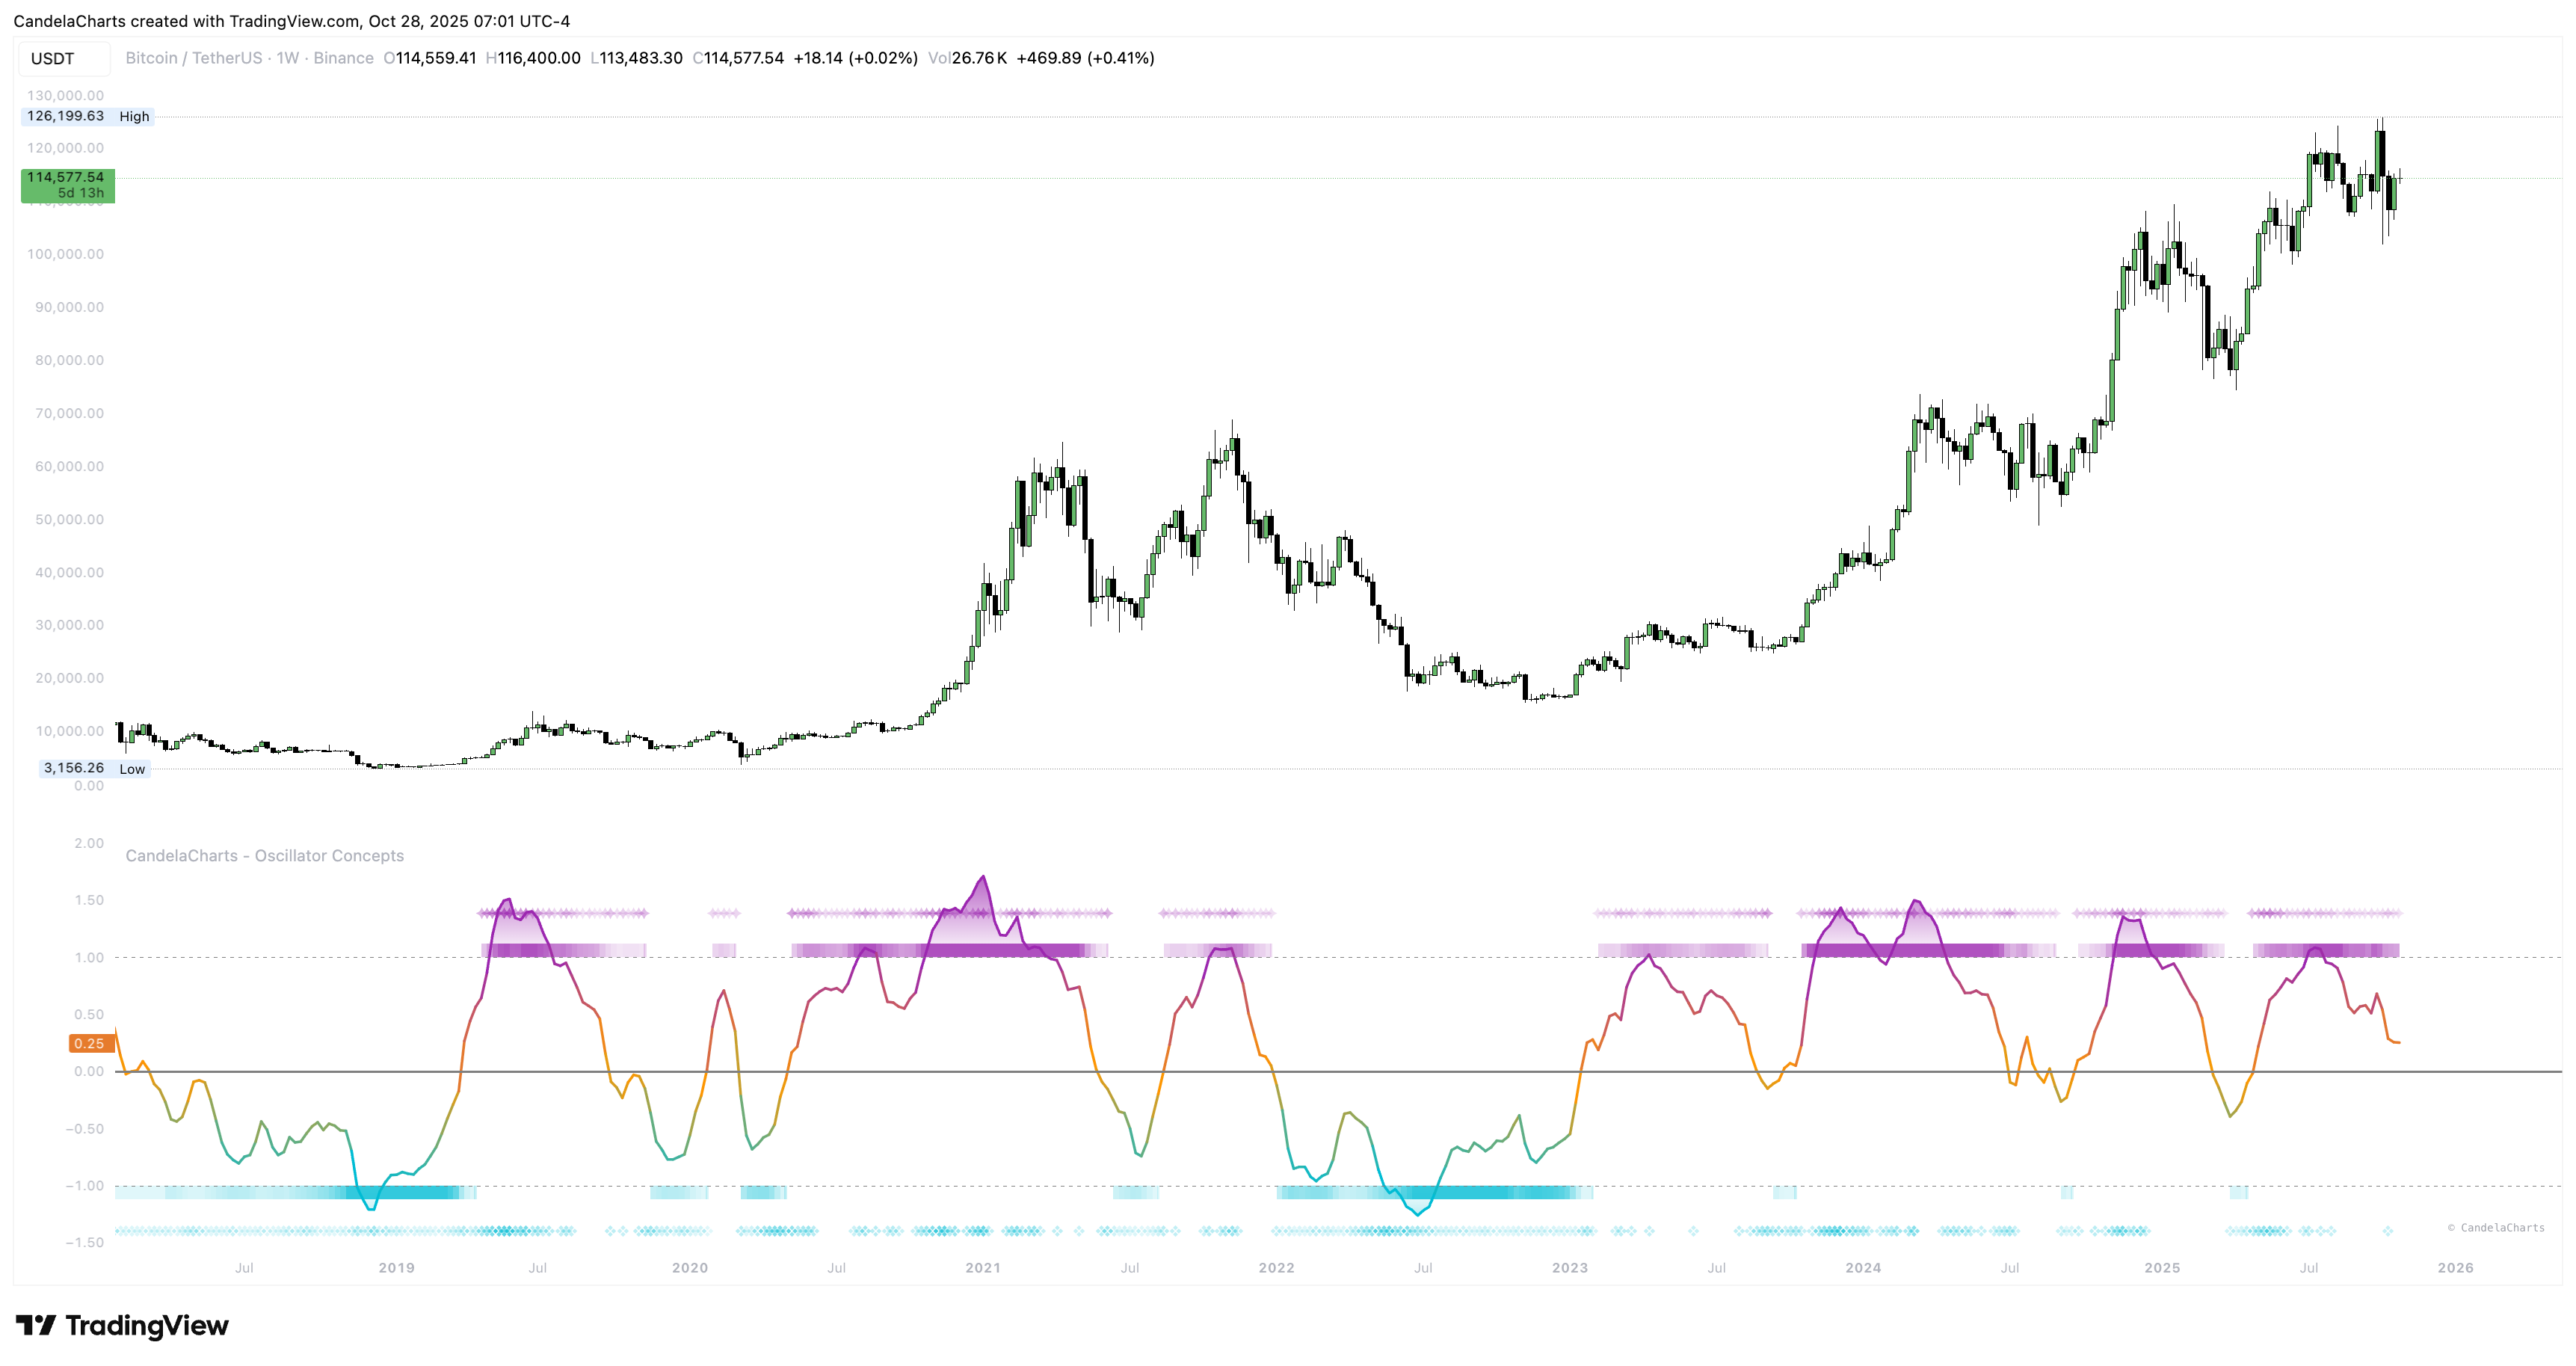 CandelaCharts created with TradingView.com, Oct 28, 2025 07:01 UTC-4
USDT Bitcoin / TetherUS · 1W · Binance O114,559.41 H116,400.00 L113,483.30 C114,577.54 +18.14 (+0.02%) Vol26.76 K +469.89 (+0.41%)
130,000.00
126,199.63 High
120,000.00
114,577.54
5d 13h
100,000.00
90,000.00
80,000.00
70,000.00
60,000.00
50,000.00
40,000.00
30,000.00
20,000.00
10,000.00
3,156.26 Low
0.00
2.00
CandelaCharts - Oscillator Concepts
1.50
1.00
0.50
0.25
0.00
−0.50
−1.00
© CandelaCharts
−1.50
Jul 2019 Jul 2020 Jul 2021 Jul 2022 Jul 2023 Jul 2024 Jul 2025 Jul 2026
TradingView